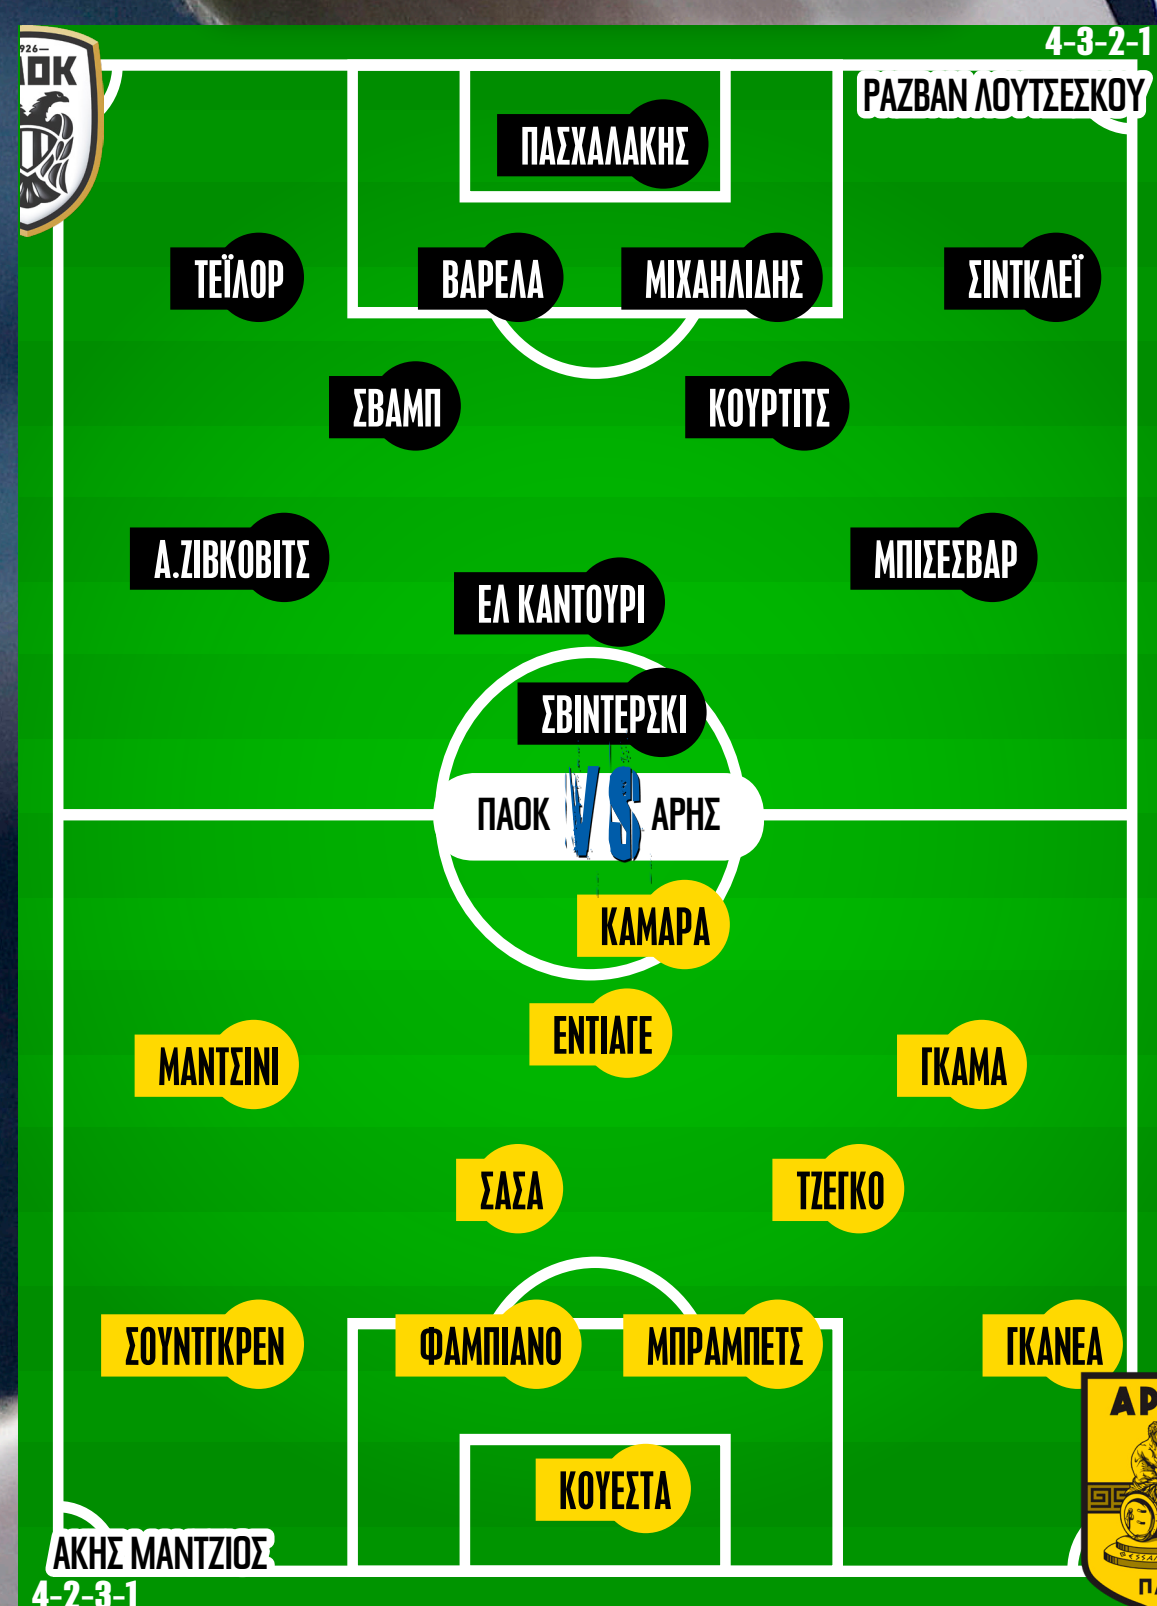 4-3-2-1
ΡΑΖΒΑΝ ΛΟΥΤΣΕΣΚΟΥ
ΠΑΣΧΑΛΑΚΗΣ
ΤΕΪΛΟΡ ΒΑΡΕΛΑ ΜΙΧΑΗΛΙΔΗΣ ΣΙΝΤΚΛΕΪ
ΣΒΑΜΠ ΚΟΥΡΤΙΤΣ
Α.ΖΙΒΚΟΒΙΤΣ ΜΠΙΣΕΣΒΑΡ
ΕΛ ΚΑΝΤΟΥΡΙ
ΣΒΙΝΤΕΡΣΚΙ
ΠΑΟΚ VS ΑΡΗΣ
ΚΑΜΑΡΑ
ΕΝΤΙΑΓΕ
ΜΑΝΤΣΙΝΙ ΓΚΑΜΑ
ΣΑΣΑ ΤΖΕΓΚΟ
ΣΟΥΝΤΓΚΡΕΝ ΦΑΜΠΙΑΝΟ ΜΠΡΑΜΠΕΤΣ ΓΚΑΝΕΑ
ΚΟΥΕΣΤΑ
ΑΚΗΣ ΜΑΝΤΖΙΟΣ
4-2-3-1